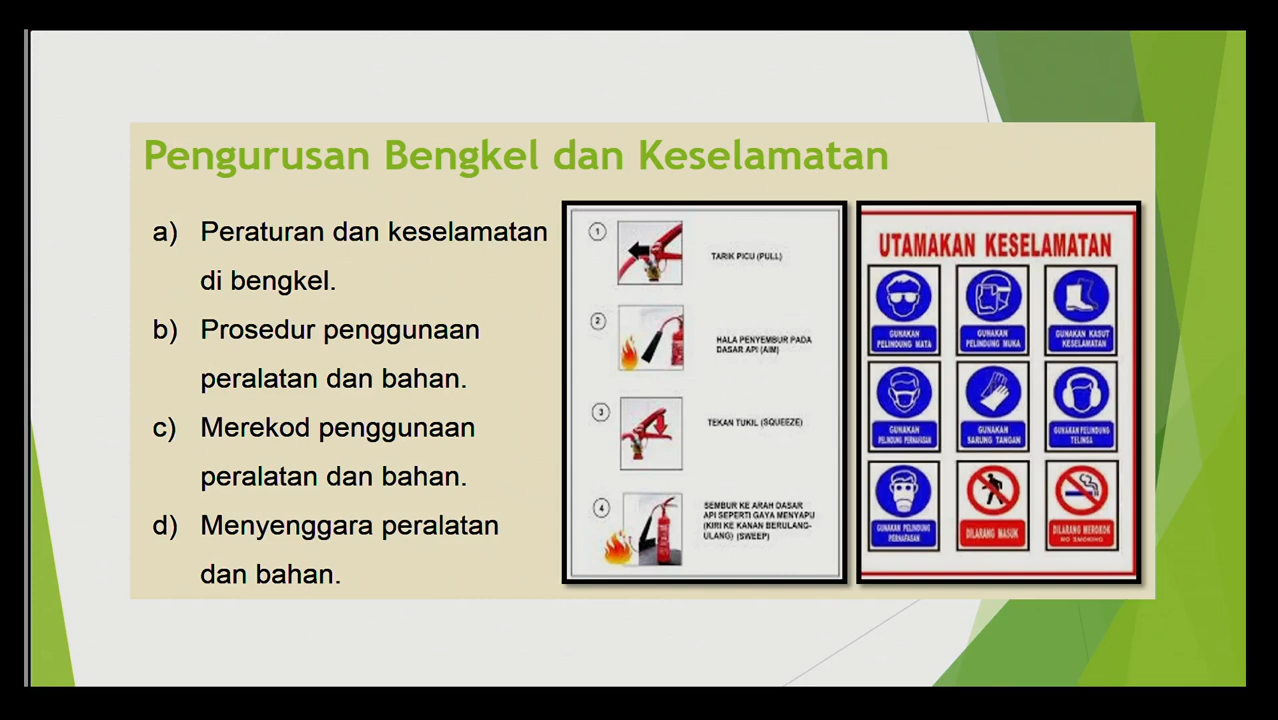 Pengurusan Bengkel dan Keselamatan
a) Peraturan dan keselamatan
di bengkel.
b) Prosedur penggunaan
peralatan dan bahan.
c) Merekod penggunaan
peralatan dan bahan.
d) Menyenggara peralatan
dan bahan.
1
TARIK PICU (PULL)
2
HALA PENYEMBUR PADA
DASAR API (AIM)
3
TEKAN TUKIL (SQUEEZE)
4
SEMBUR KE ARAH DASAR
API SEPERTI GAYA MENYAPU
(KIRI KE KANAN BERULANG-
ULANG) (SWEEP)
UTAMAKAN KESELAMATAN
GUNAKAN
PELINDUNG MATA
GUNAKAN
PELINDUNG MUKA
GUNAKAN KASUT
KESELAMATAN
GUNAKAN
PELINDUNG PERNAFASAN
GUNAKAN
SARUNG TANGAN
GUNAKAN PELINDUNG
TELINGA
GUNAKAN PELINDUNG
PERNAFASAN
DILARANG MASUK
DILARANG MEROKOK
NO SMOKING